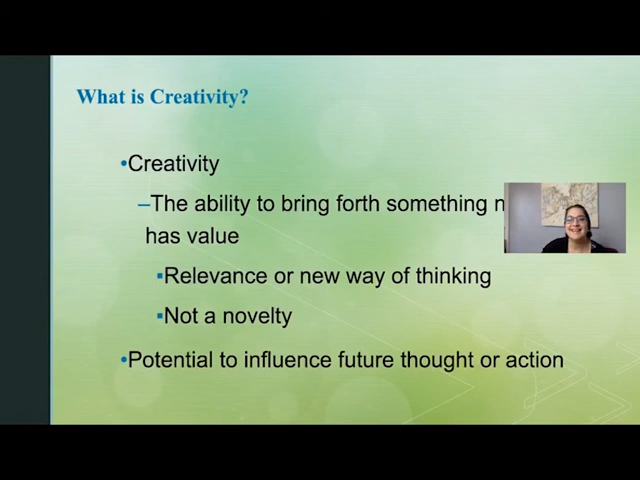 What is Creativity?
•Creativity
–The ability to bring forth something
has value
▪Relevance or new way of thinking
▪Not a novelty
•Potential to influence future thought or action